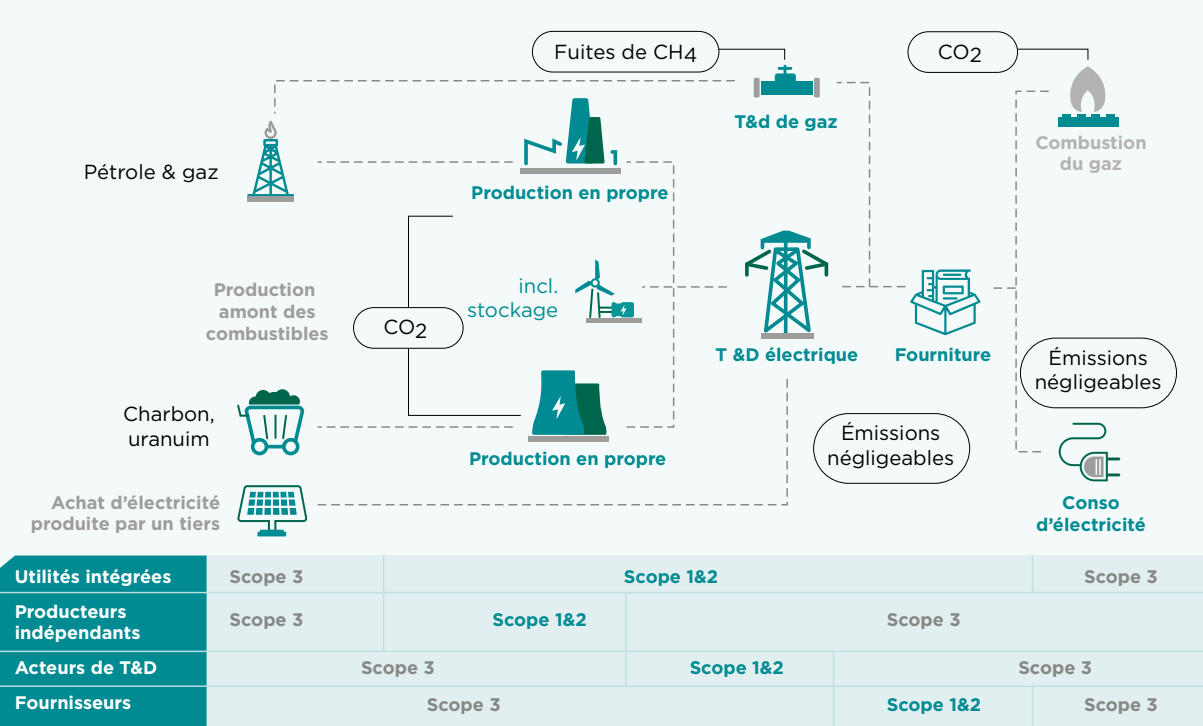 Fuites de CH4
CO2
T&d de gaz
Combustion
du gaz
Pétrole & gaz
Production en propre
Production
amont des
combustibles
incl.
stockage
CO2
T &D électrique
Fourniture
Émissions
négligeables
Charbon,
uranuim
Production en propre
Émissions
négligeables
Achat d’électricité
produite par un tiers
Conso
d’électricité
Utilités intégrées Scope 3 Scope 1&2 Scope 3
Producteurs
indépendants Scope 3 Scope 1&2 Scope 3
Acteurs de T&D Scope 3 Scope 1&2 Scope 3
Fournisseurs Scope 3 Scope 1&2 Scope 3